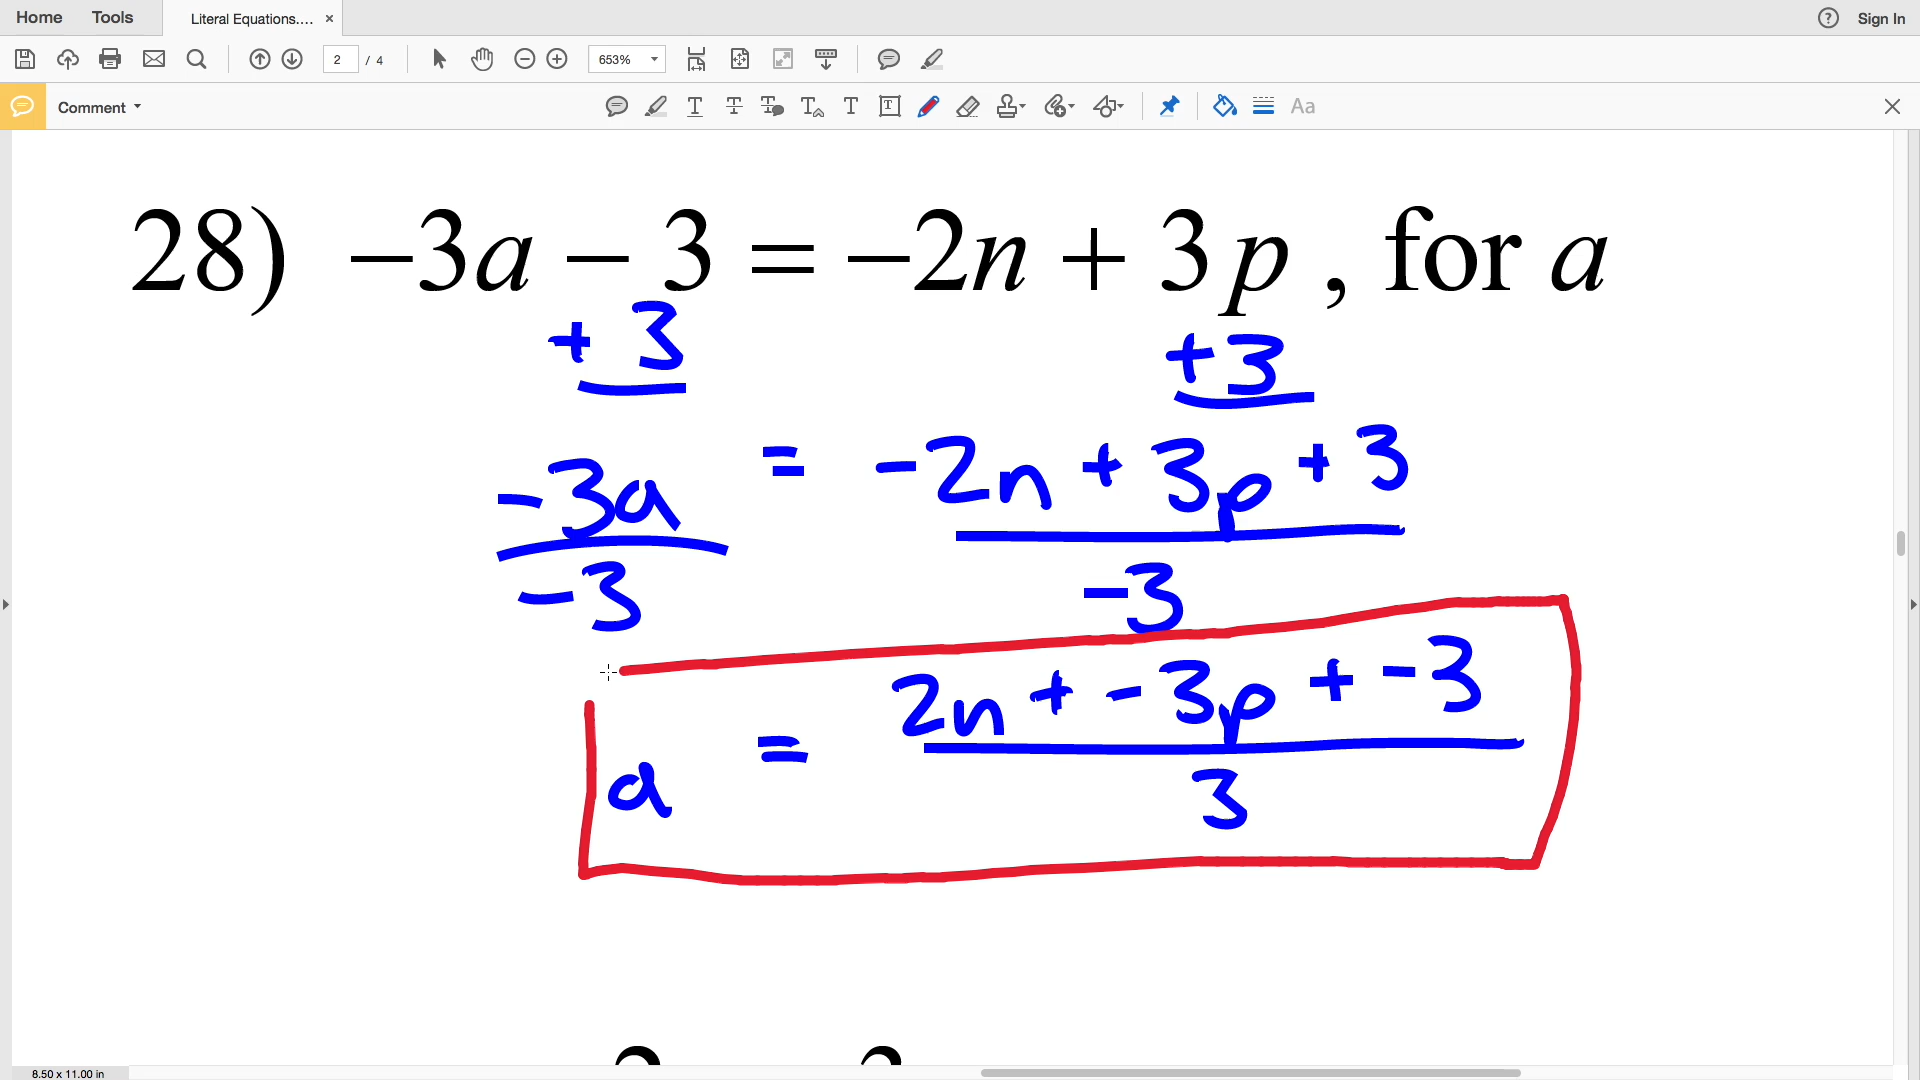 Home Tools Literal Equations.... × ? Sign In
2 / 4 653%
Comment T T T T T T Aa
28) −3a − 3 = −2n + 3p , for a
+ 3 +3
-3a = -2n + 3p + 3
-3 -3
a = 2n + -3p + -3
3
8.50 x 11.00 in